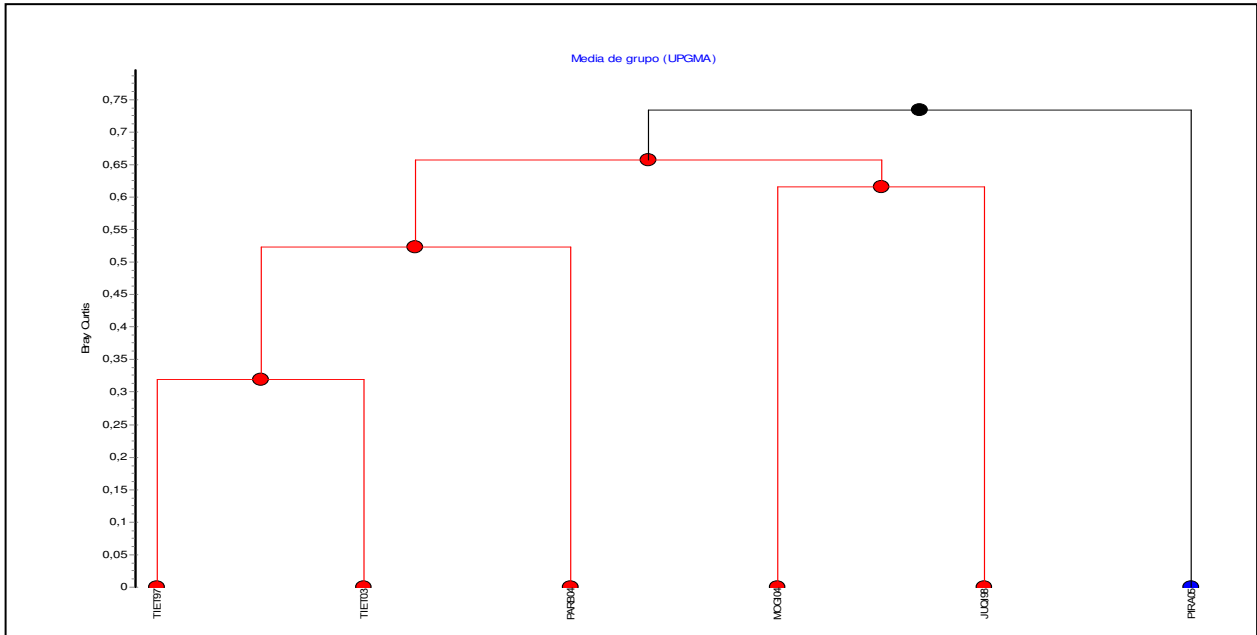 Media de grupo (UPGMA)
0,75
0,7
0,65
0,6
0,55
0,5
0,45
0,4
0,35
0,3
0,25
0,2
0,15
0,1
0,05
0
Bray Curtis
TIET97
TIET03
PARB04
MOGI04
JUQI98
PIRA05